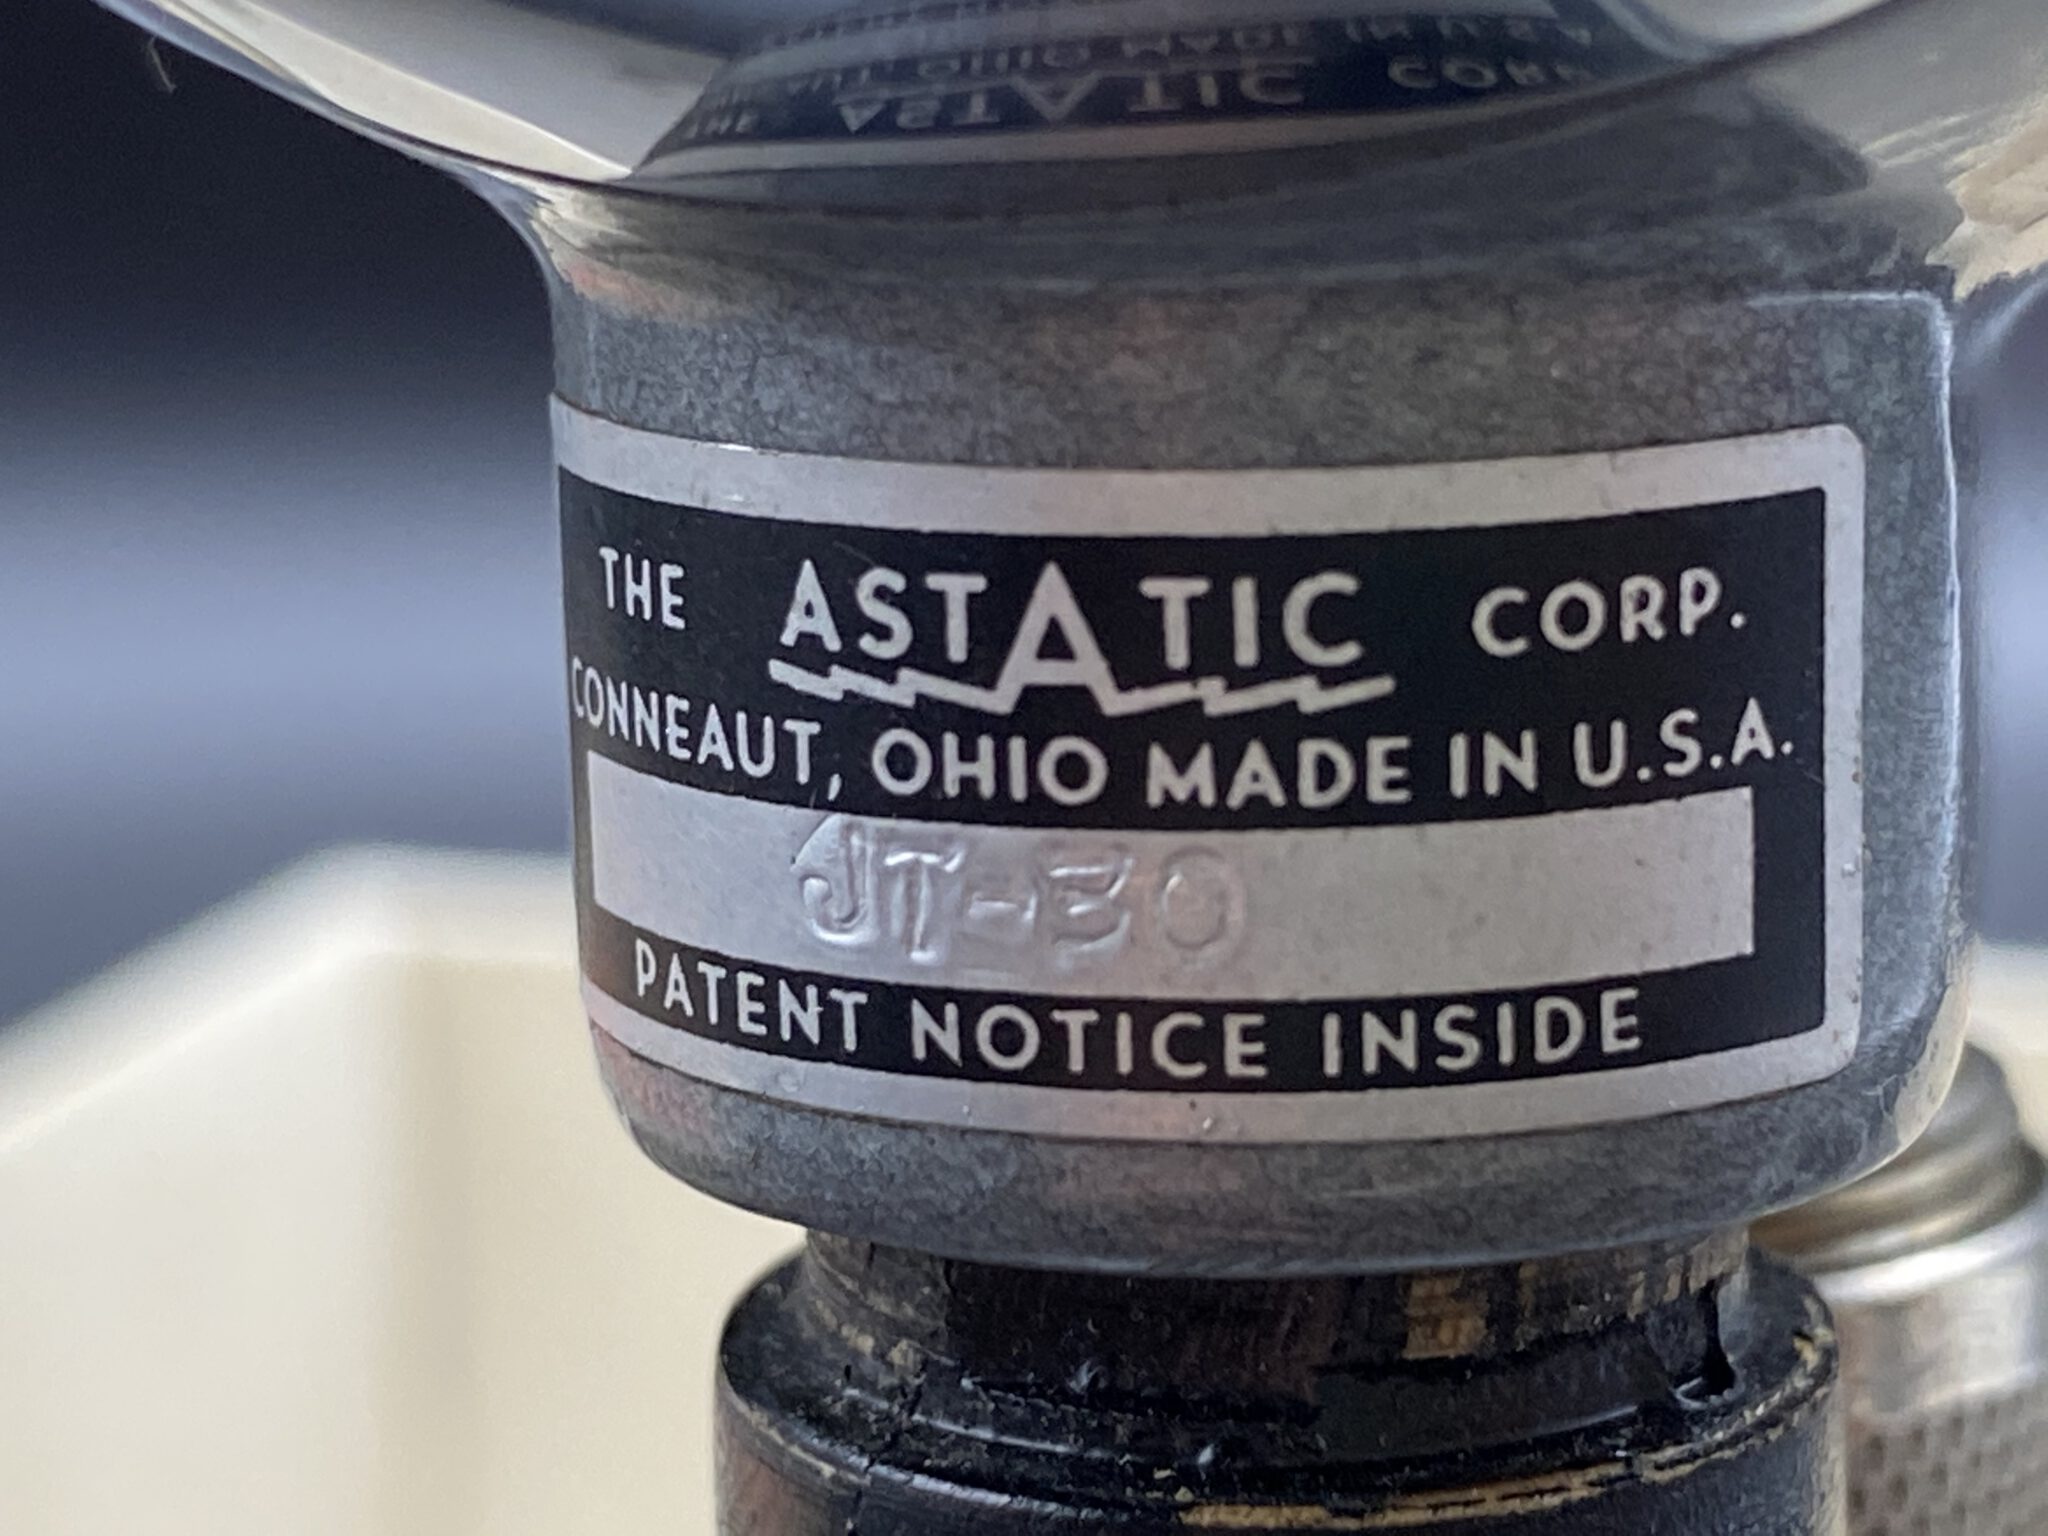 THE ASTATIC CORP.
CONNEAUT, OHIO MADE IN U.S.A.
JT-30
PATENT NOTICE INSIDE